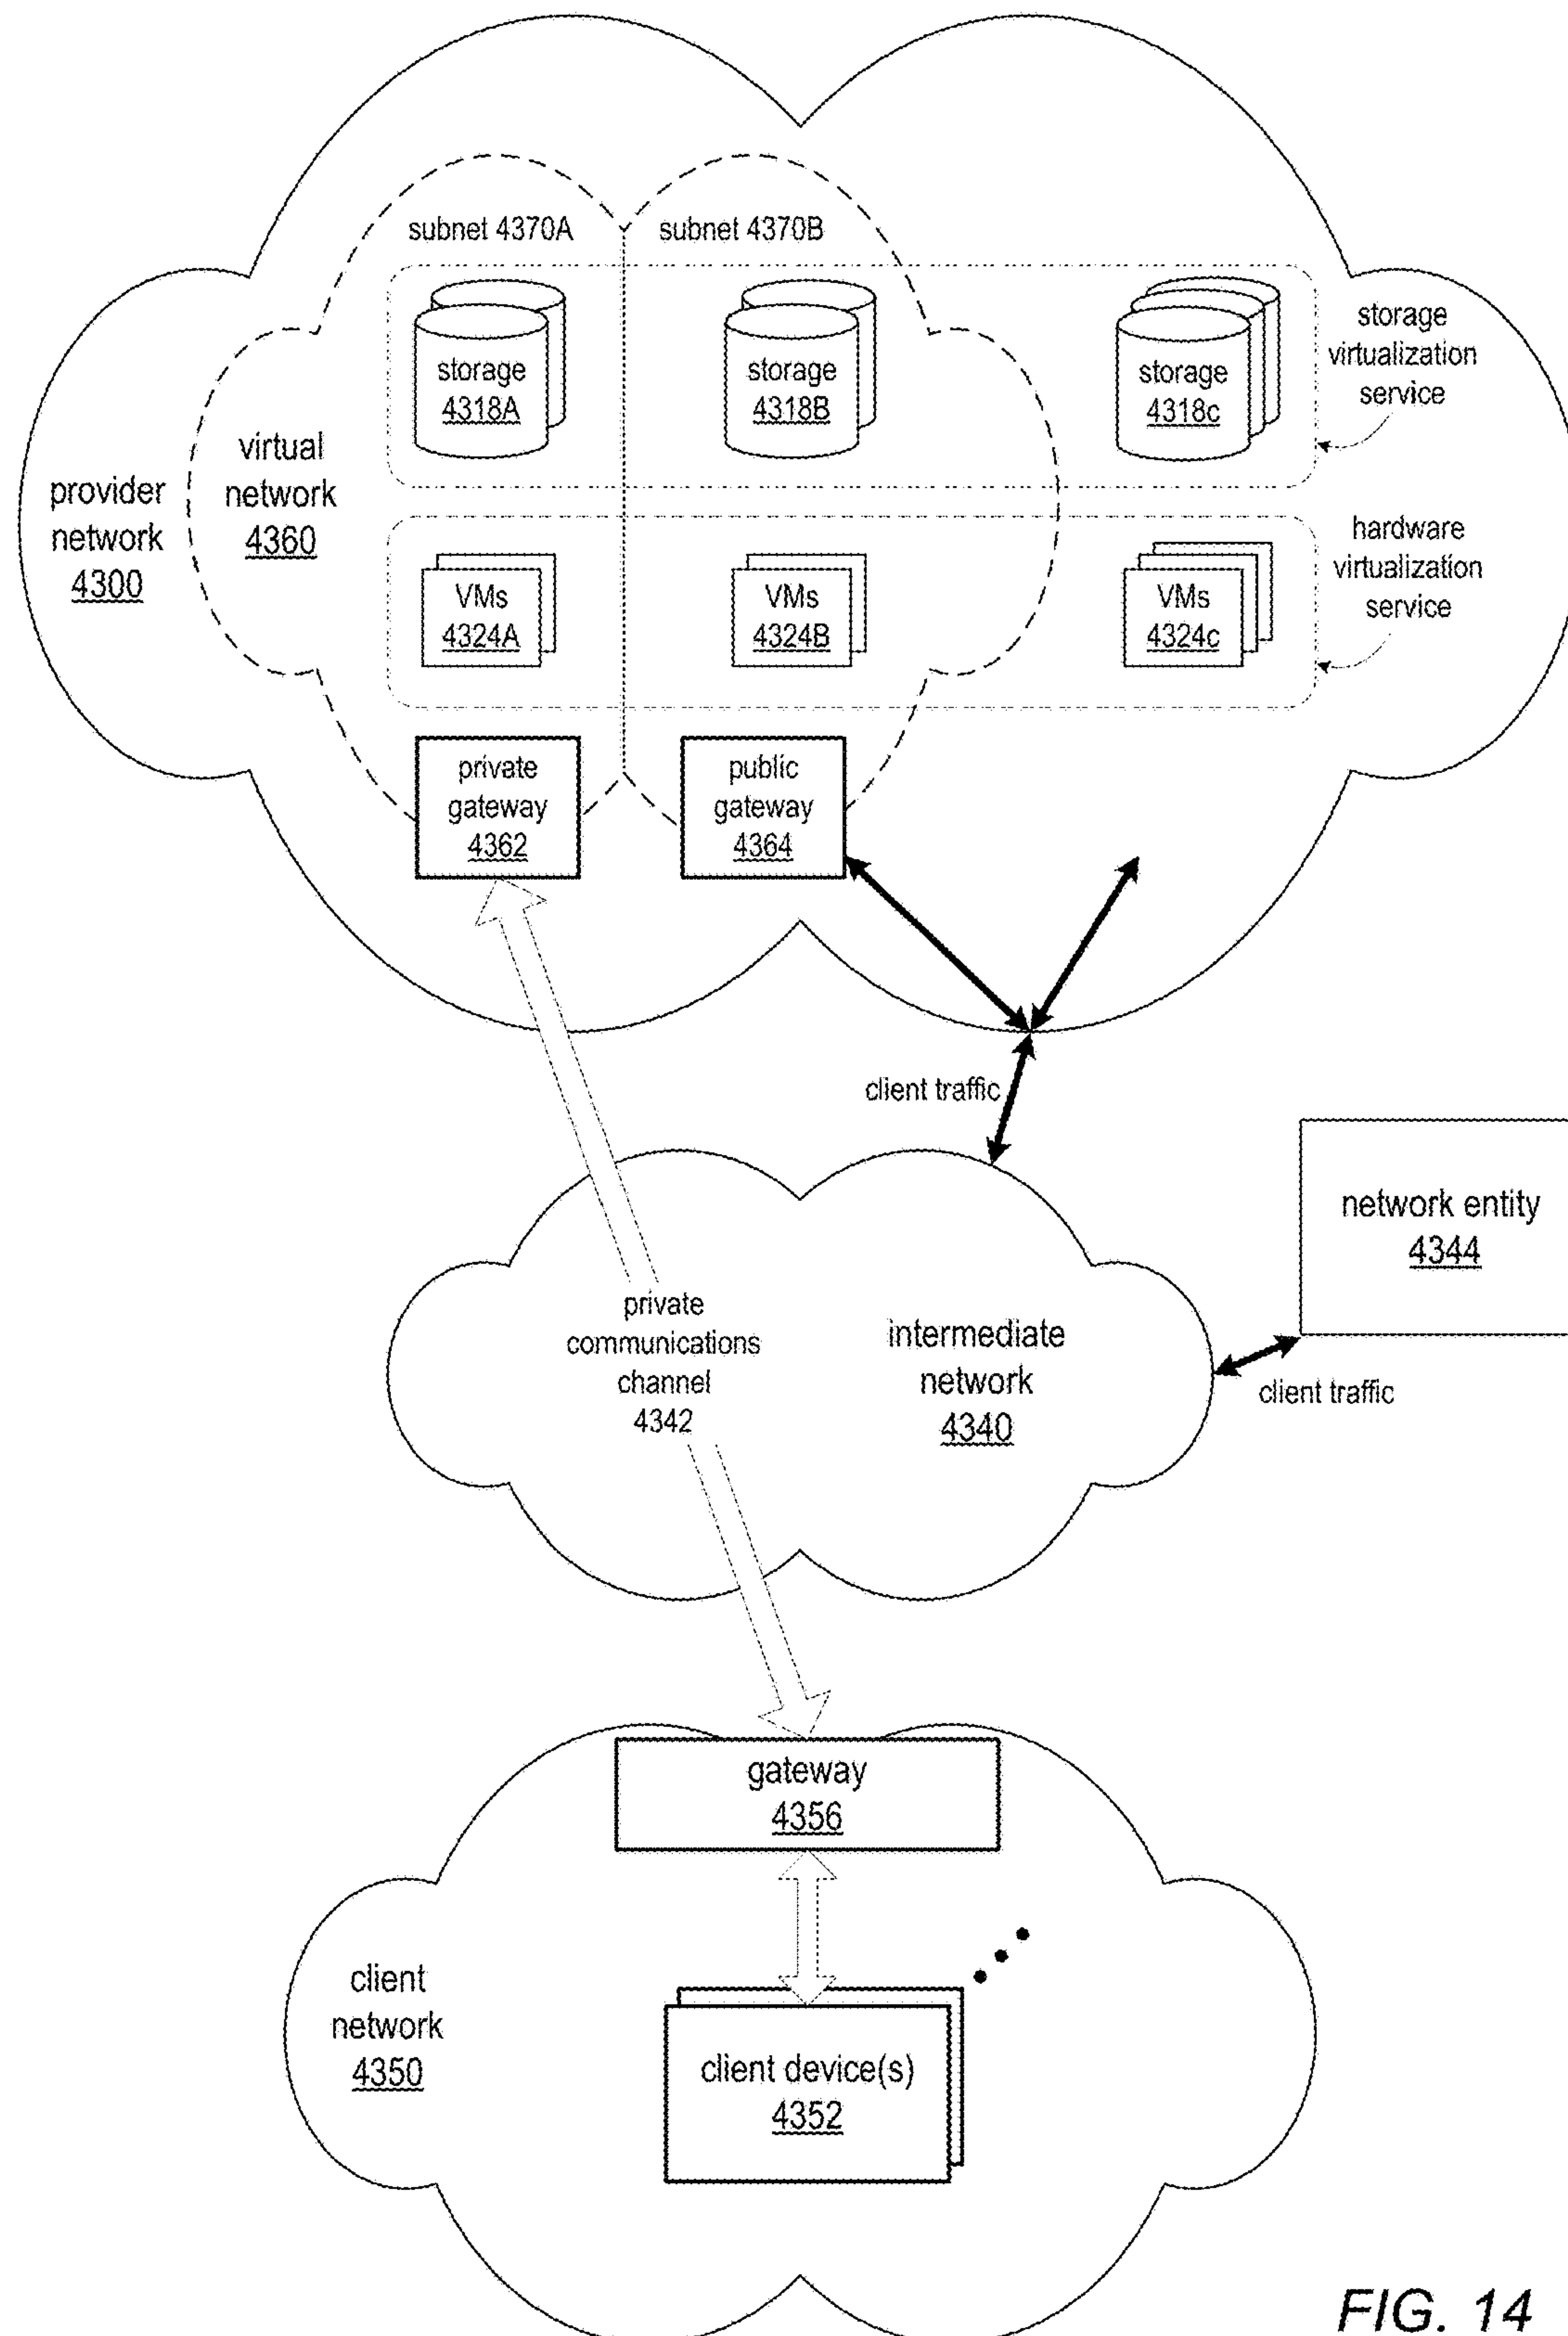 subnet 4370A
subnet 4370B
storage
4318A
storage
4318B
storage
4318c
storage
virtualization
service
provider
network
4300
virtual
network
4360
VMs
4324A
VMs
4324B
VMs
4324c
hardware
virtualization
service
private
gateway
4362
public
gateway
4364
client traffic
network entity
4344
private
communications
channel
4342
intermediate
network
4340
client traffic
gateway
4356
client
network
4350
client device(s)
4352
FIG. 14